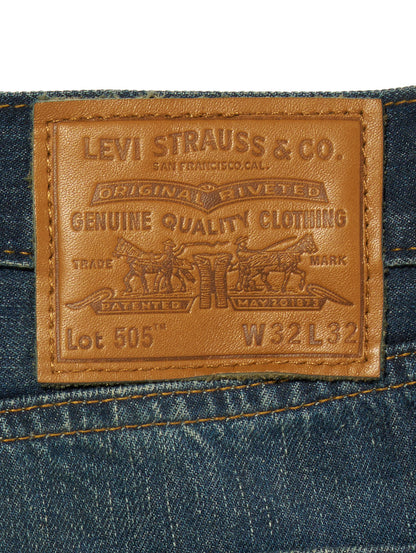 LEVI STRAUSS & CO.
SAN FRANCISCO, CAL.
ORIGINAL RIVETED
GENUINE QUALITY CLOTHING
TRADE MARK
PATENTED MAY 20 1873
Lot 505™ W32 L32